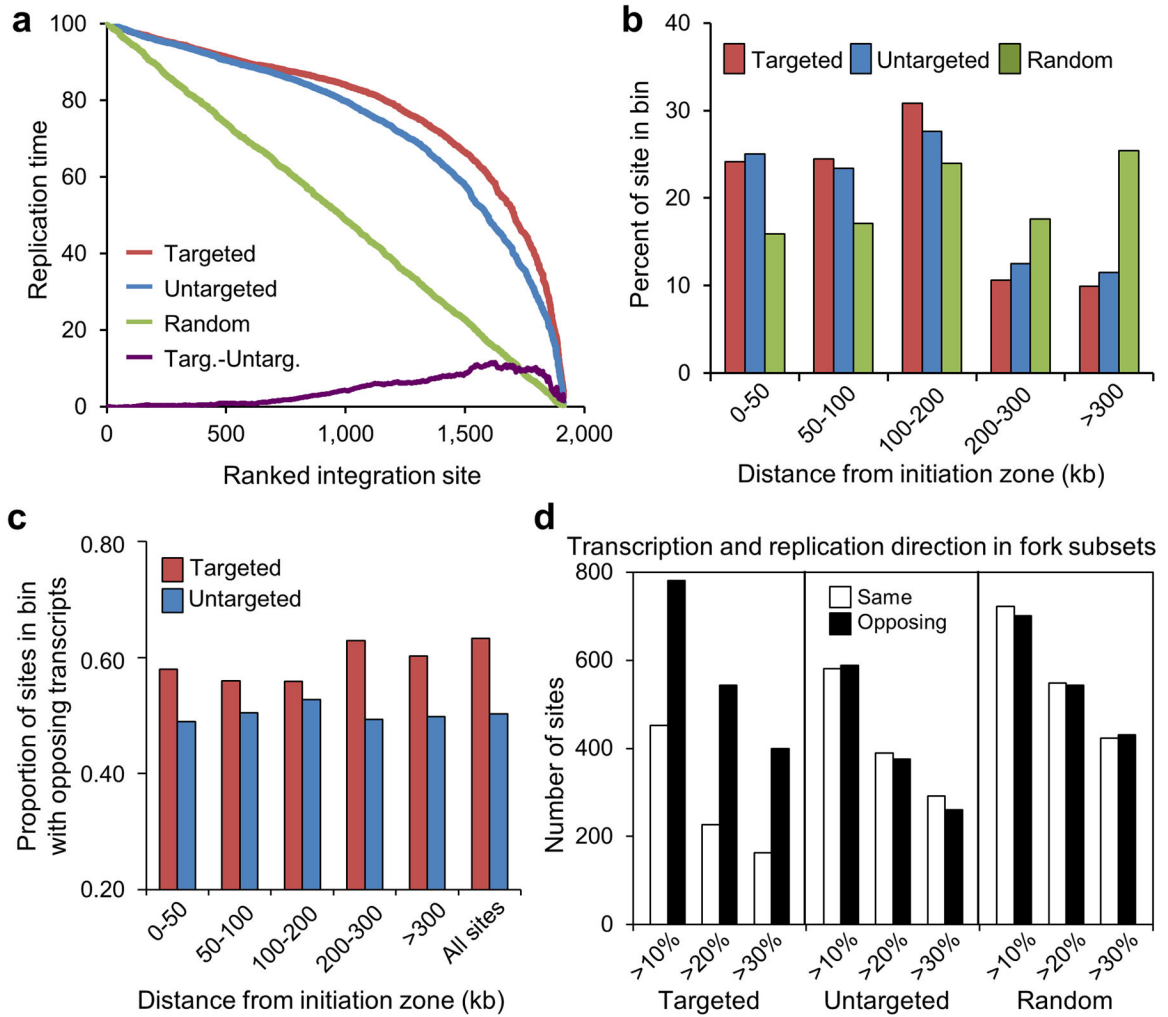 a
100
80
60
40
20
0
Replication time
Targeted
Untargeted
Random
Targ.-Untarg.
0
500
1,000
1,500
2,000
Ranked integration site
b
40
30
20
10
0
Percent of site in bin
Targeted
Untargeted
Random
0-50
50-100
100-200
200-300
>300
Distance from initiation zone (kb)
c
0.80
0.60
0.40
0.20
Proportion of sites in bin
with opposing transcripts
Targeted
Untargeted
0-50
50-100
100-200
200-300
>300
All sites
Distance from initiation zone (kb)
d
Transcription and replication direction in fork subsets
800
600
400
200
0
Number of sites
Same
Opposing
>10%
>20%
>30%
>10%
>20%
>30%
>10%
>20%
>30%
Targeted
Untargeted
Random